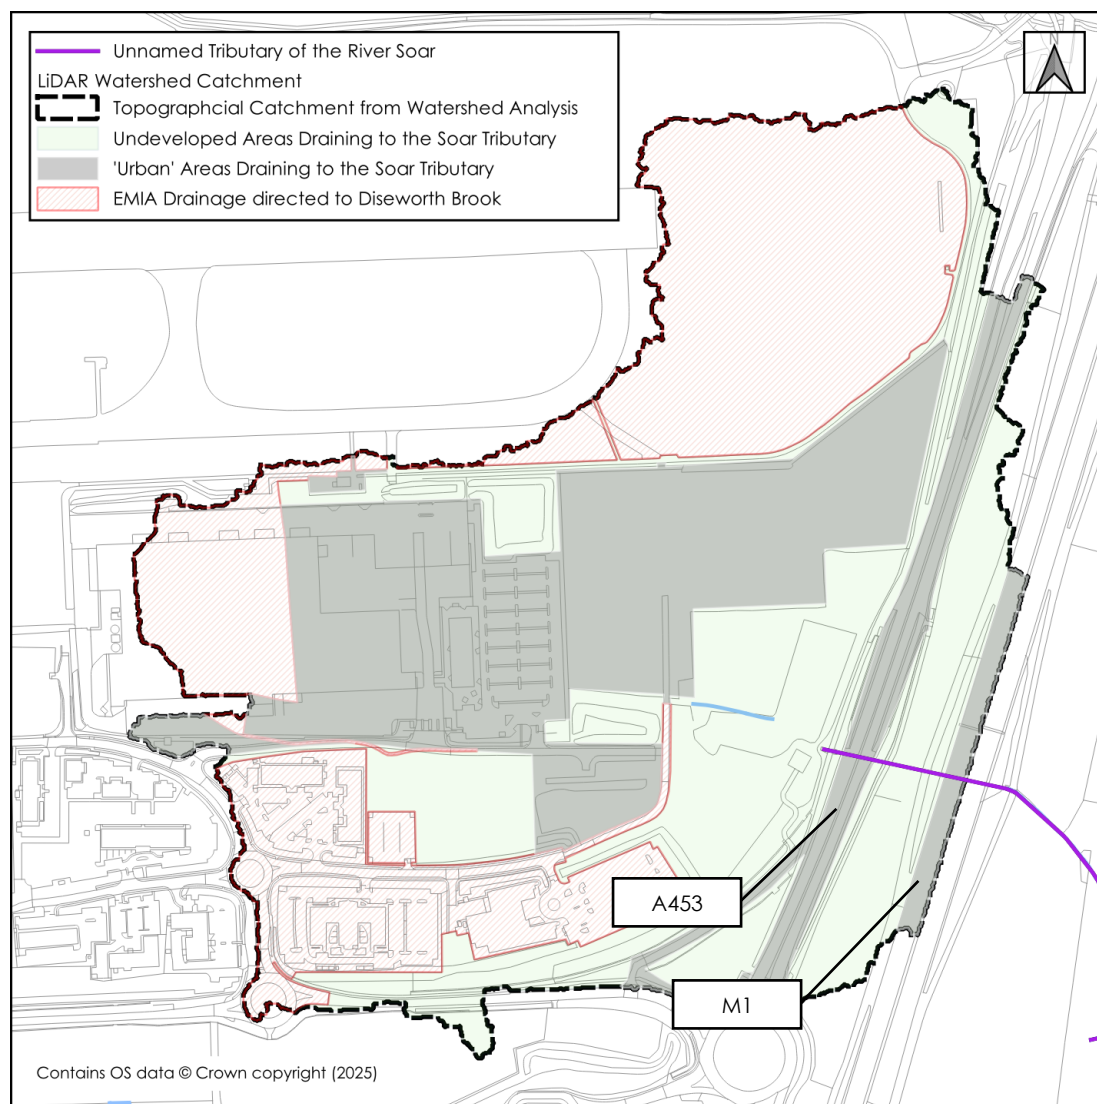 Unnamed Tributary of the River Soar
LiDAR Watershed Catchment
Topographcial Catchment from Watershed Analysis
Undeveloped Areas Draining to the Soar Tributary
'Urban' Areas Draining to the Soar Tributary
EMIA Drainage directed to Diseworth Brook
A453
M1
Contains OS data © Crown copyright (2025)